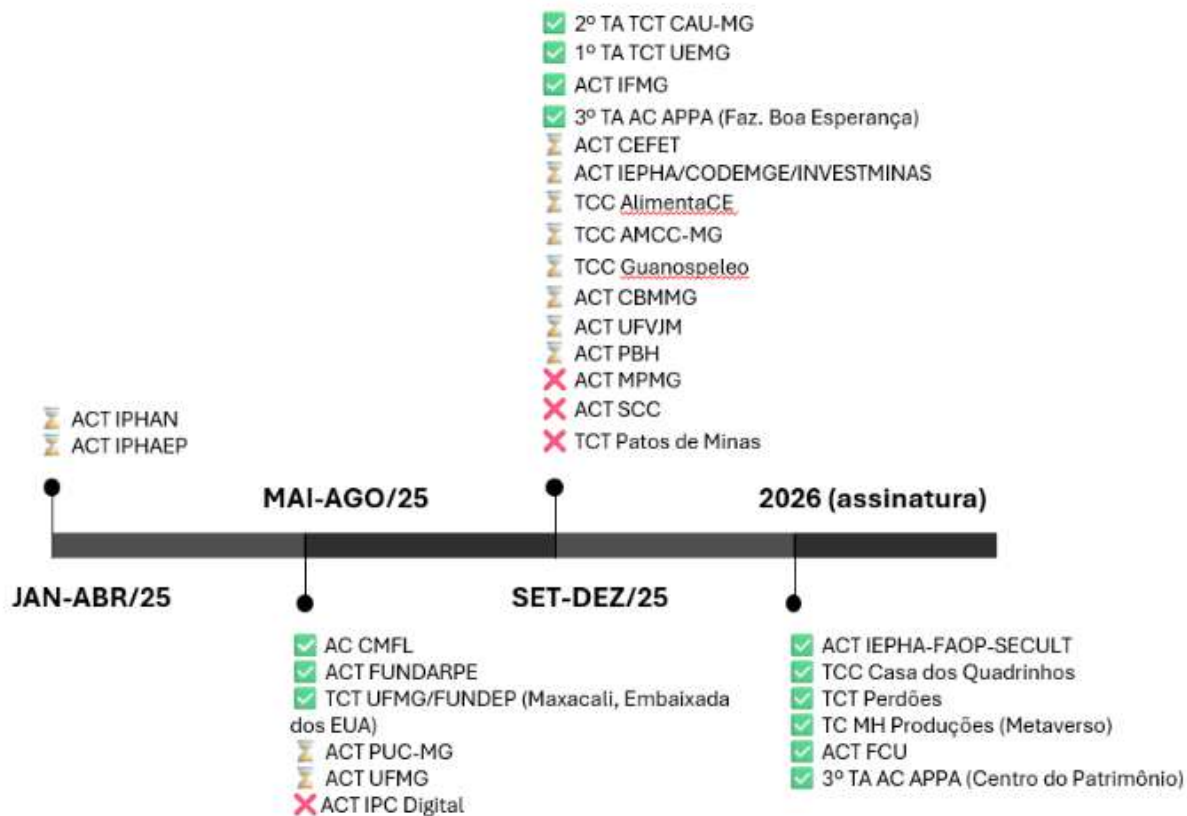 ✅ 2º TA TCT CAU-MG
✅ 1º TA TCT UEMG
✅ ACT IFMG
✅ 3º TA AC APPA (Faz. Boa Esperança)
⏳ ACT CEFET
⏳ ACT IEPHA/CODEMGE/INVESTMINAS
⏳ TCC AlimentaCE
⏳ TCC AMCC-MG
⏳ TCC Guanospeleo
⏳ ACT CBMMG
⏳ ACT UFVJM
⏳ ACT PBH
❌ ACT MPMG
❌ ACT SCC
❌ TCT Patos de Minas
⏳ ACT IPHAN
⏳ ACT IPHAEP
MAI-AGO/25
2026 (assinatura)
JAN-ABR/25
SET-DEZ/25
✅ AC CMFL
✅ ACT FUNDARPE
✅ TCT UFMG/FUNDEP (Maxacali, Embaixada
dos EUA)
⏳ ACT PUC-MG
⏳ ACT UFMG
❌ ACT IPC Digital
✅ ACT IEPHA-FAOP-SECULT
✅ TCC Casa dos Quadrinhos
✅ TCT Perdões
✅ TC MH Produções (Metaverso)
✅ ACT FCU
✅ 3º TA AC APPA (Centro do Patrimônio)